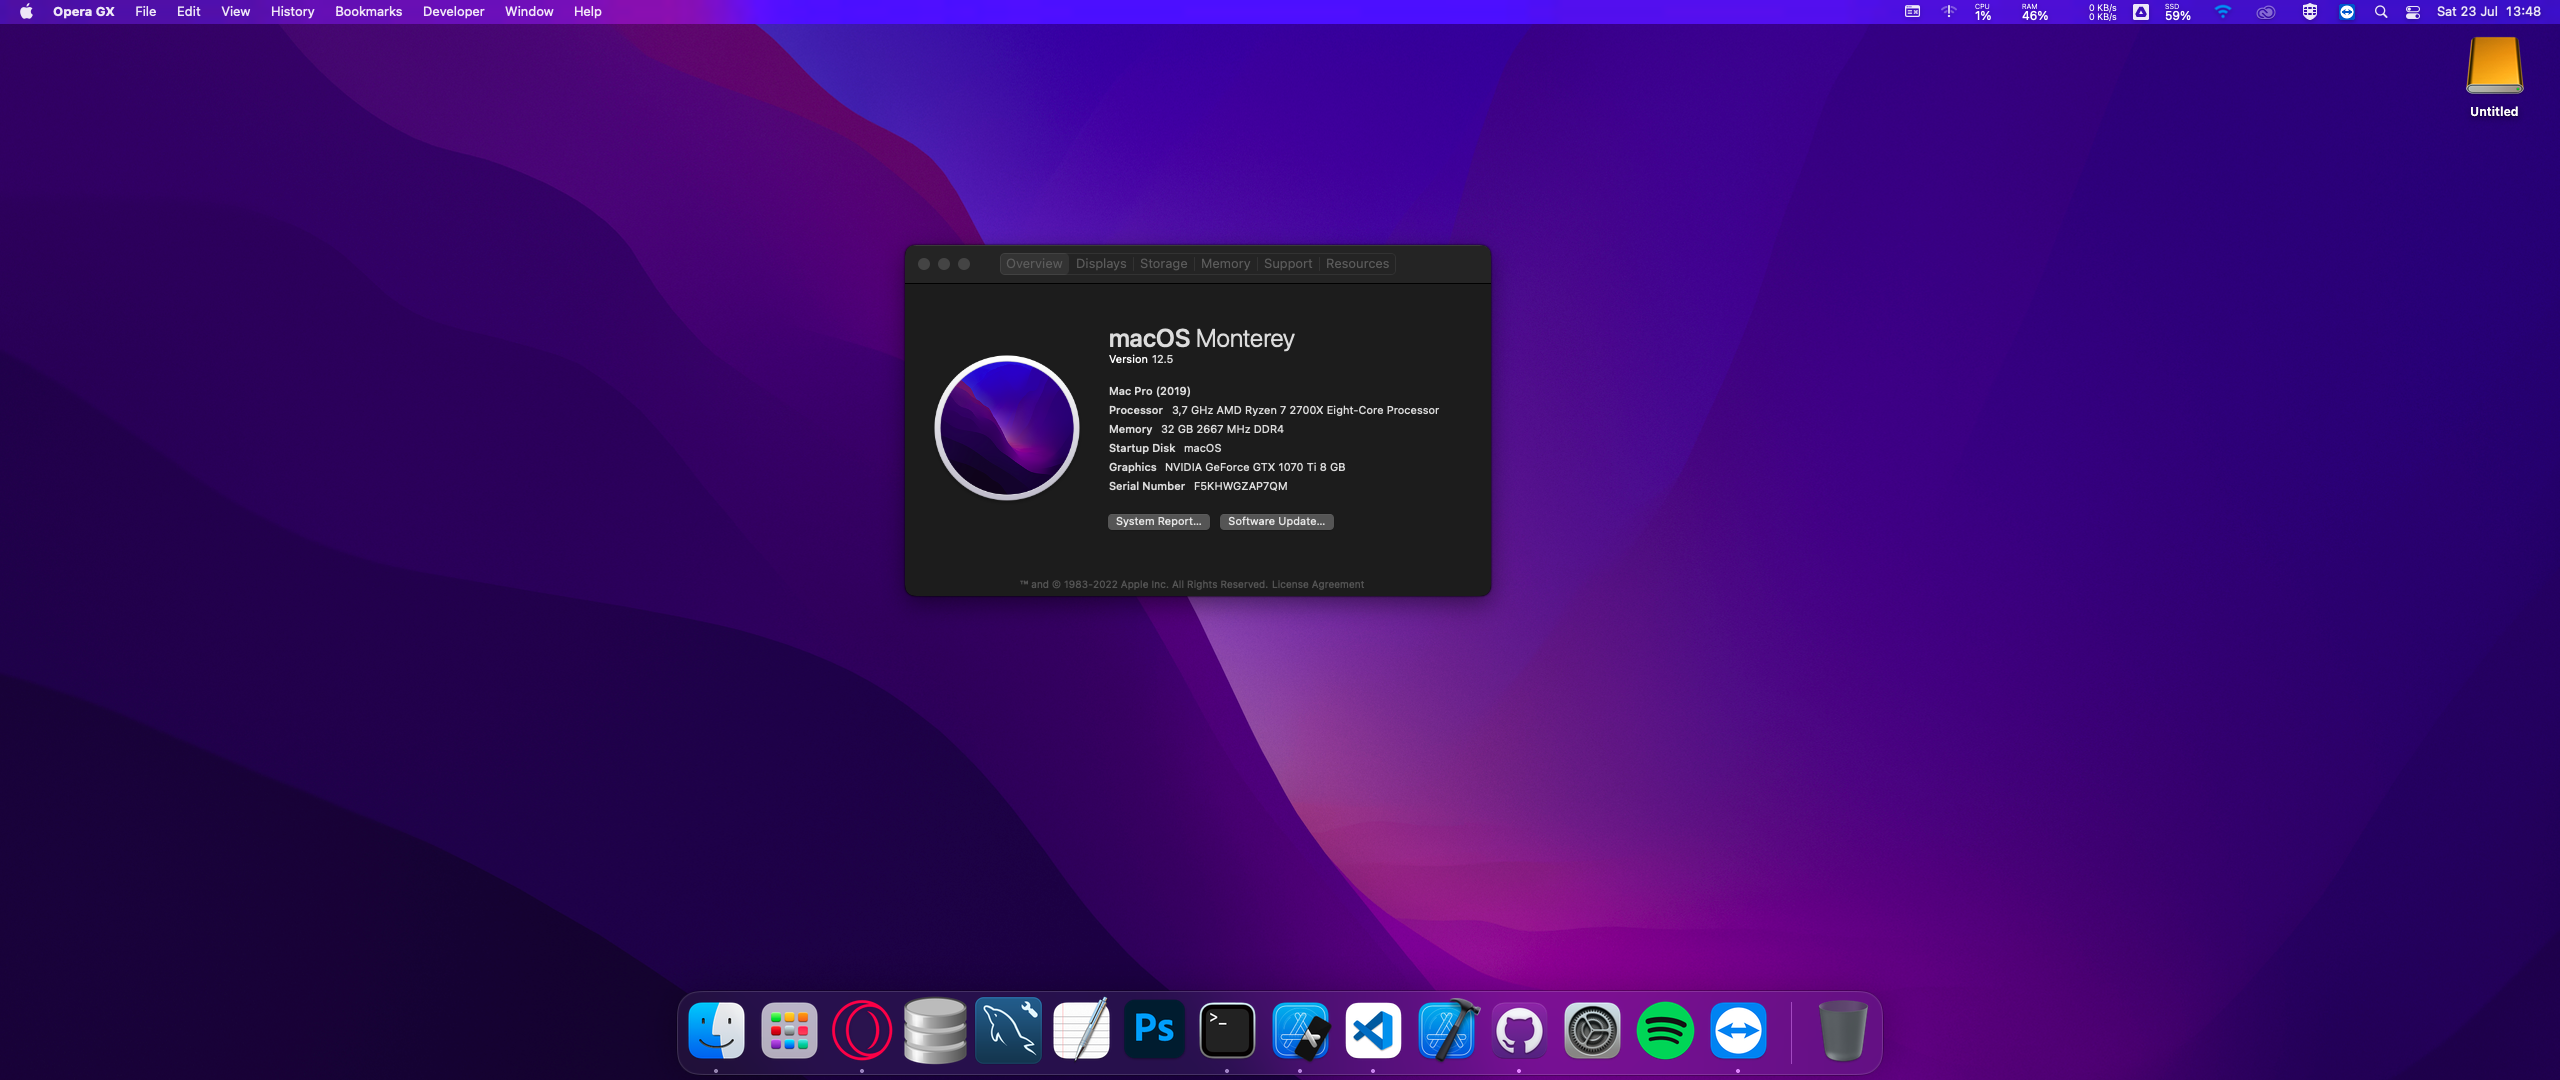 Opera GX File Edit View History Bookmarks Developer Window Help
CPU 1% RAM 46% 0 KB/s 0 KB/s SSD 59% Sat 23 Jul 13:48
Untitled
Overview Displays Storage Memory Support Resources
macOS Monterey
Version 12.5
Mac Pro (2019)
Processor 3,7 GHz AMD Ryzen 7 2700X Eight-Core Processor
Memory 32 GB 2667 MHz DDR4
Startup Disk macOS
Graphics NVIDIA GeForce GTX 1070 Ti 8 GB
Serial Number F5KHWGZAP7QM
System Report... Software Update...
™ and © 1983-2022 Apple Inc. All Rights Reserved. License Agreement
Ps >_